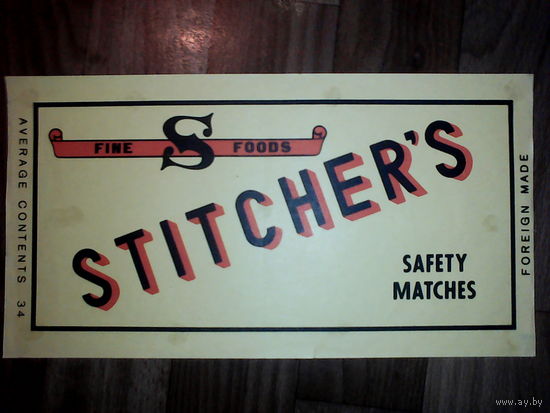 FINE S FOODS
STITCHER'S
SAFETY
MATCHES
AVERAGE CONTENTS 34
FOREIGN MADE
www.ay.by